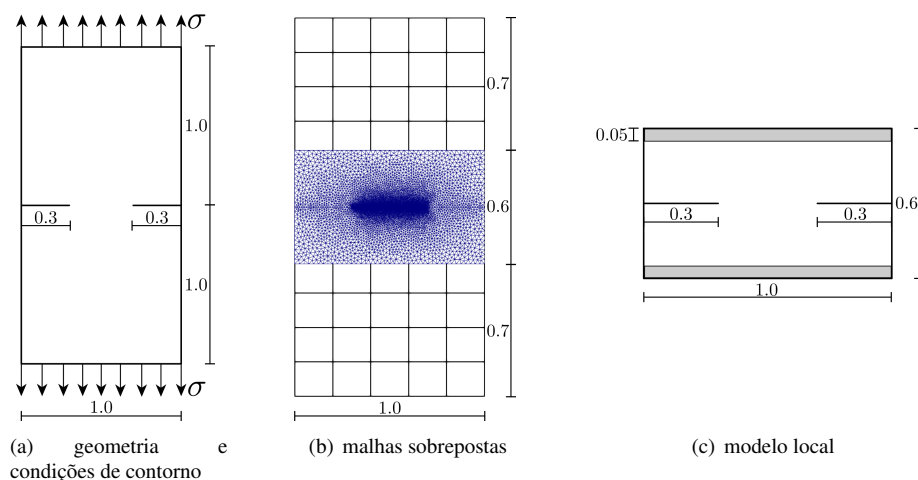 σ
1.0
0.3
0.3
1.0
σ
1.0
(a) geometria e
condições de contorno
0.7
0.6
0.7
1.0
(b) malhas sobrepostas
0.05
0.3
0.3
0.6
1.0
(c) modelo local